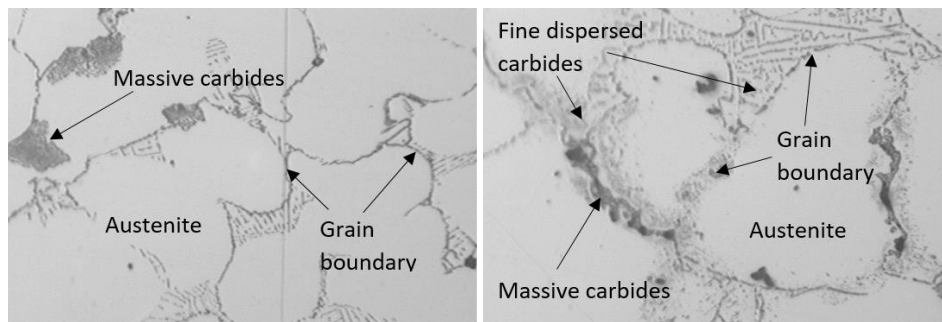 Massive carbides
Austenite
Grain
boundary
Fine dispersed
carbides
Grain
boundary
Austenite
Massive carbides